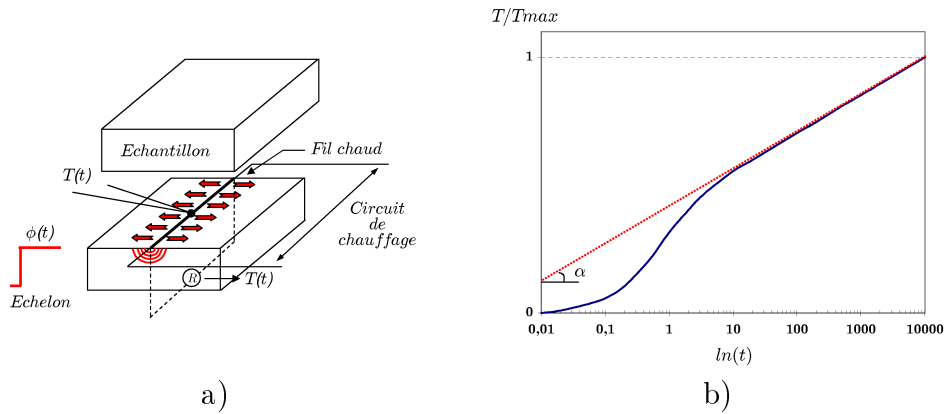 Echantillon
Fil chaud
T(t)
Circuit
de
chauffage
ϕ(t)
Echelon
R
T(t)
a)
T/Tmax
1
α
0
0,01 0,1 1 10 100 1000 10000
ln(t)
b)